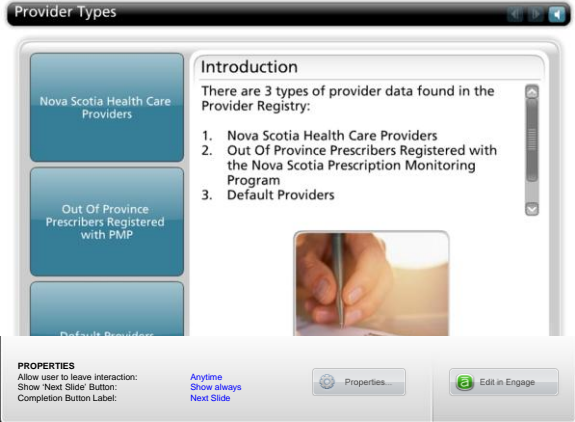 Provider Types
Nova Scotia Health Care
Providers
Out Of Province
Prescribers Registered
with PMP
Default Providers
Introduction
There are 3 types of provider data found in the
Provider Registry:
1. Nova Scotia Health Care Providers
2. Out Of Province Prescribers Registered with
the Nova Scotia Prescription Monitoring
Program
3. Default Providers
PROPERTIES
Allow user to leave interaction: Anytime
Show 'Next Slide' Button: Show always
Completion Button Label: Next Slide
Properties...
Edit in Engage